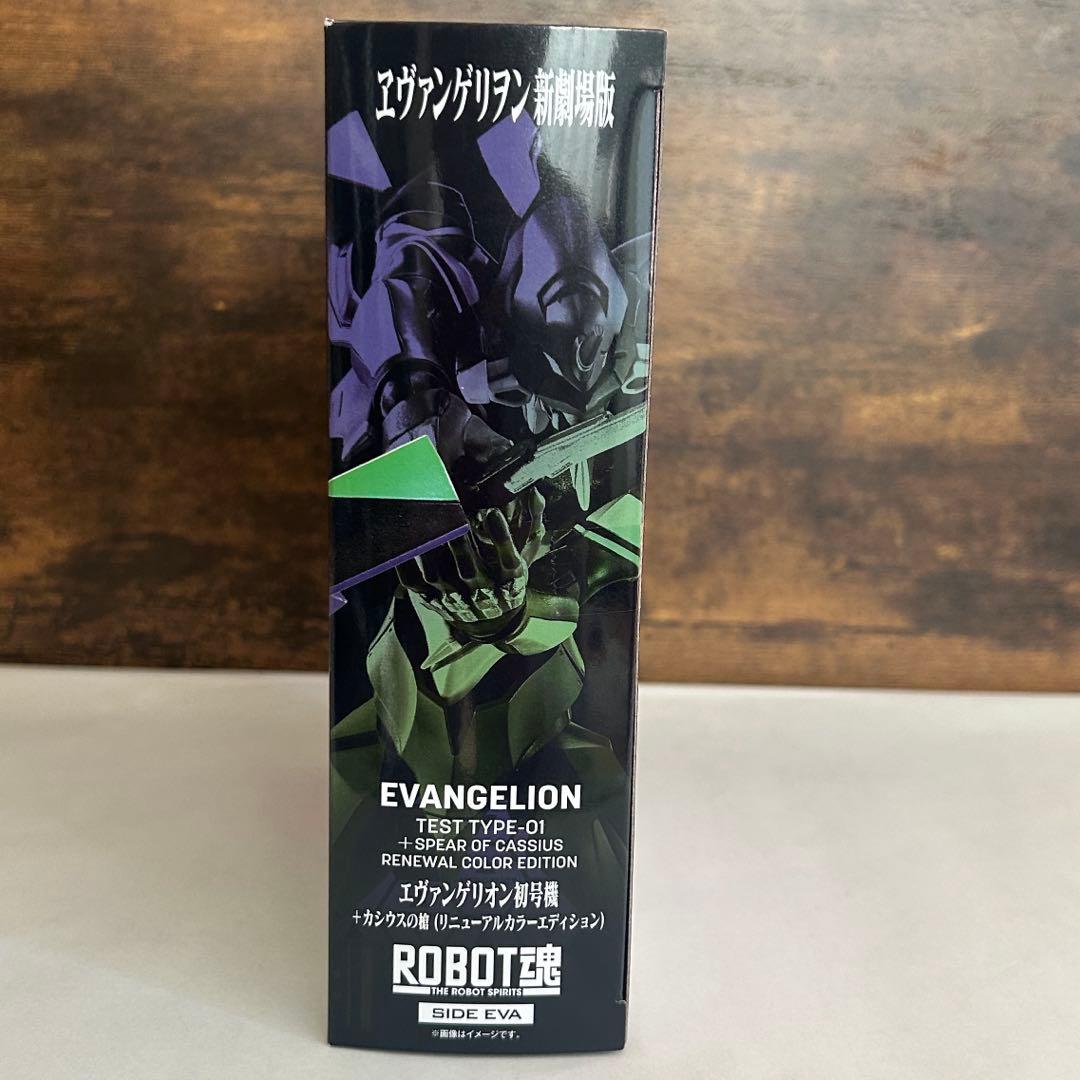 ヱヴァンゲリヲン新劇場版
EVANGELION
TEST TYPE-01
+SPEAR OF CASSIUS
RENEWAL COLOR EDITION
エヴァンゲリオン初号機
+カシウスの槍 (リニューアルカラーエディション)
ROBOT魂
THE ROBOT SPIRITS
SIDE EVA
※画像はイメージです。